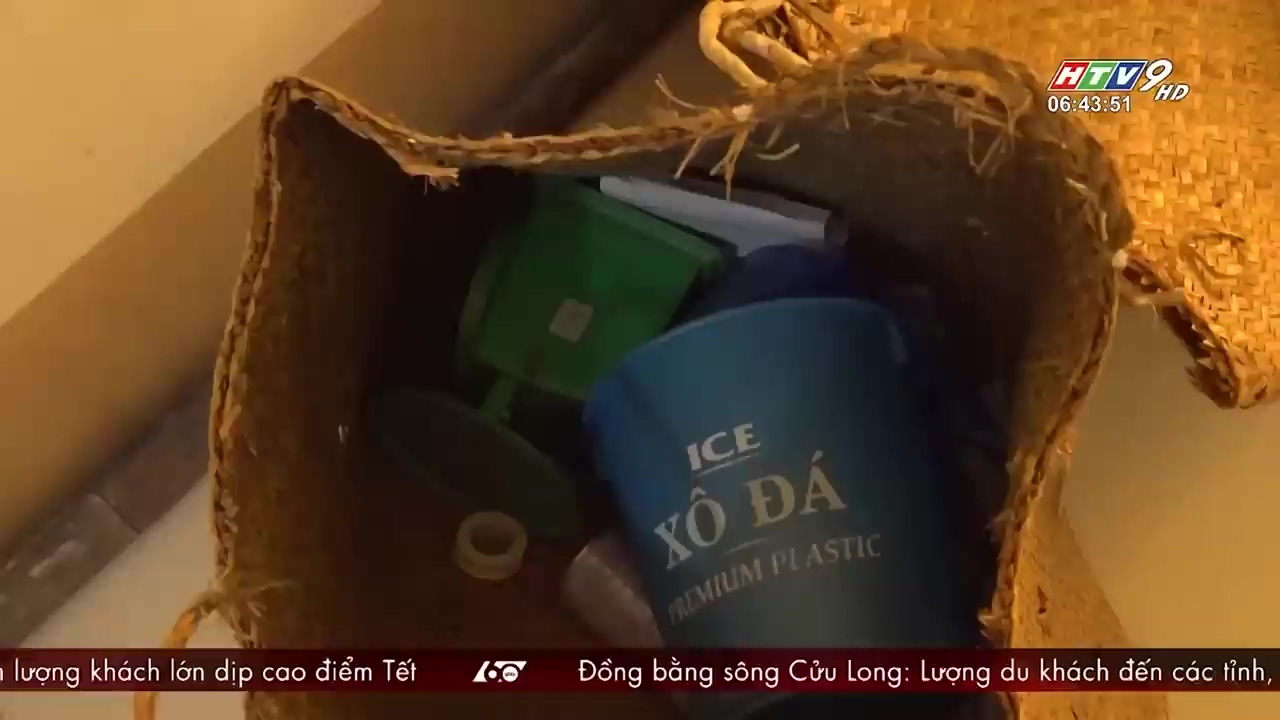 HTV9 HD
06:43:51
ICE
XÔ ĐÁ
PREMIUM PLASTIC
lượng khách lớn dịp cao điểm Tết
60
Đồng bằng sông Cửu Long: Lượng du khách đến các tỉnh,